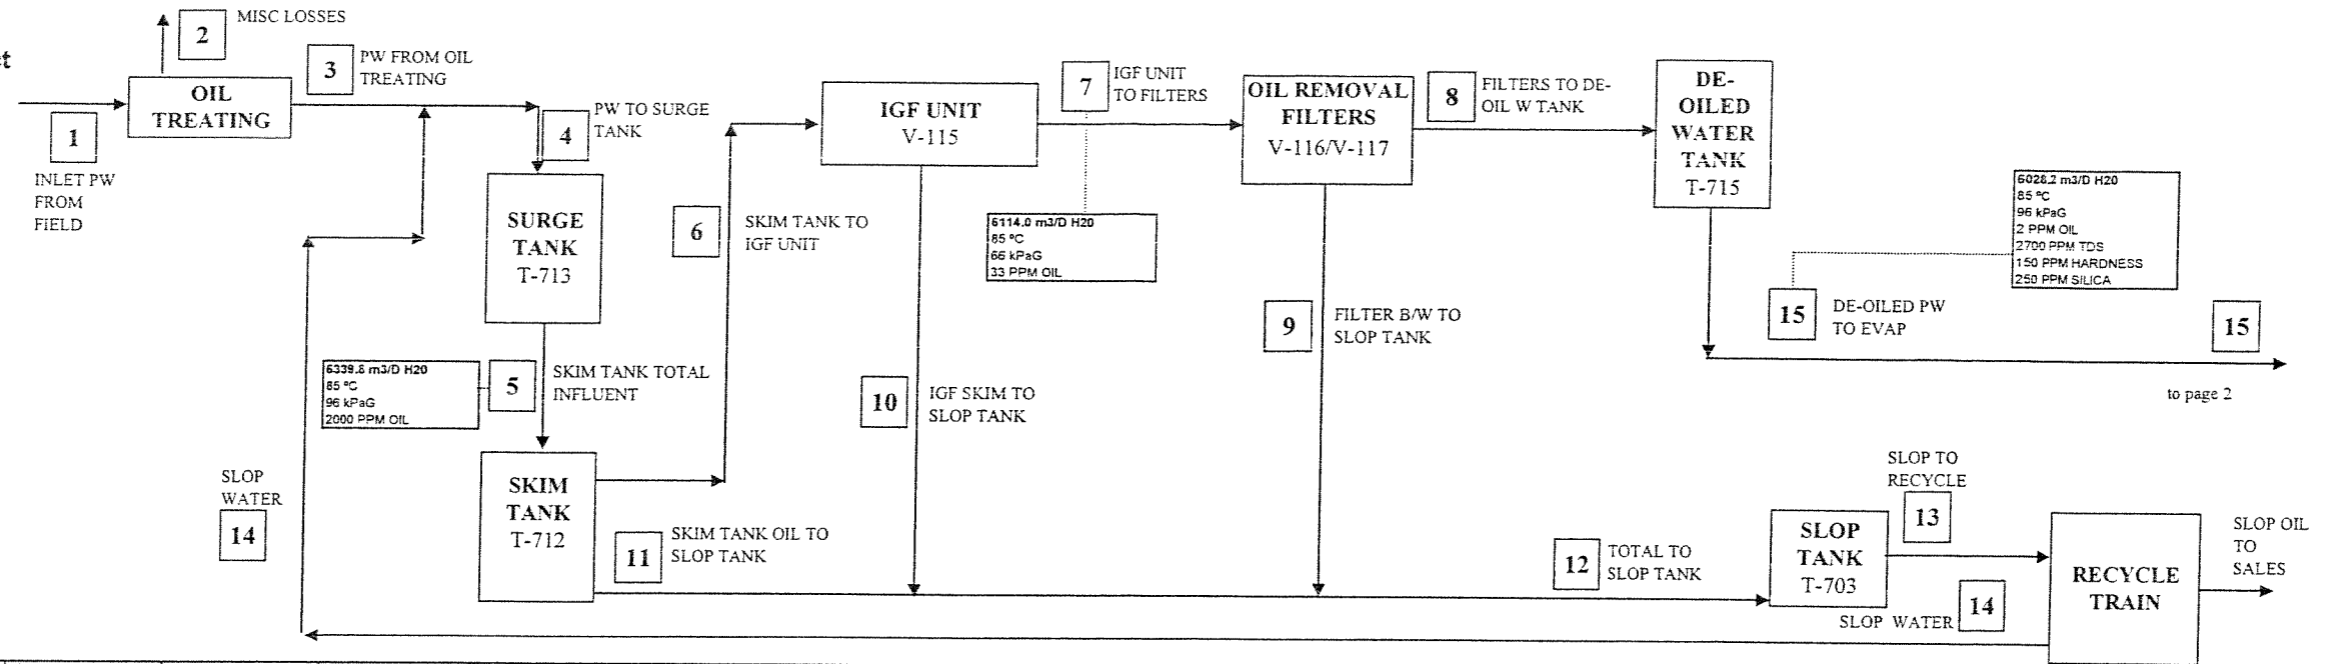 2
MISC LOSSES
3
PW FROM OIL
TREATING
OIL
TREATING
1
INLET PW
FROM
FIELD
4
PW TO SURGE
TANK
SURGE
TANK
T-713
6339.8 m3/D H20
85 ºC
96 kPaG
2000 PPM OIL
5
SKIM TANK TOTAL
INFLUENT
SKIM
TANK
T-712
6
SKIM TANK TO
IGF UNIT
IGF UNIT
V-115
7
IGF UNIT
TO FILTERS
6114.0 m3/D H20
85 ºC
66 kPaG
33 PPM OIL
OIL REMOVAL
FILTERS
V-116/V-117
8
FILTERS TO DE-
OIL W TANK
DE-
OILED
WATER
TANK
T-715
6028.2 m3/D H20
85 ºC
96 kPaG
2 PPM OIL
2700 PPM TDS
150 PPM HARDNESS
250 PPM SILICA
15
DE-OILED PW
TO EVAP
15
to page 2
9
FILTER B/W TO
SLOP TANK
10
IGF SKIM TO
SLOP TANK
11
SKIM TANK OIL TO
SLOP TANK
12
TOTAL TO
SLOP TANK
SLOP
TANK
T-703
SLOP TO
RECYCLE
13
RECYCLE
TRAIN
SLOP OIL
TO
SALES
SLOP WATER
14
SLOP
WATER
14